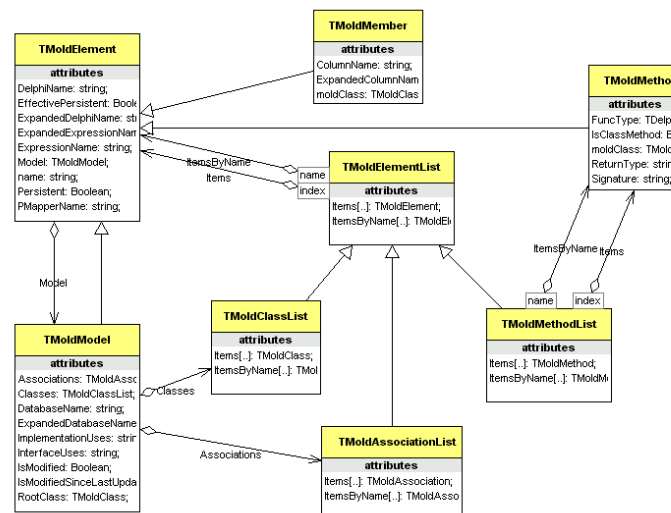 TMoldElement
attributes
DelphiName: string;
EffectivePersistent: Boole
ExpandedDelphiName: stri
ExpandedExpressionNam
ExpressionName: string;
Model: TMoldModel;
name: string;
Persistent: Boolean;
PMapperName: string;
TMoldMember
attributes
ColumnName: string;
ExpandedColumnNam
moldClass: TMoldClas
TMoldMetho
attributes
FuncType: TDelp
IsClassMethod: B
moldClass: TMold
ReturnType: strin
Signature: string;
ItemsByName
Items
name
index
TMoldElementList
attributes
Items[..]: TMoldElement;
ItemsByName[..]: TMoldEl
ItemsByName
Items
name
index
Model
TMoldClassList
attributes
Items[..]: TMoldClass;
ItemsByName[..]: TMol
TMoldMethodList
attributes
Items[..]: TMoldMethod;
ItemsByName[..]: TMoldM
TMoldModel
attributes
Associations: TMoldAsso
Classes: TMoldClassList;
DatabaseName: string;
ExpandedDatabaseName
ImplementationUses: strin
InterfaceUses: string;
IsModified: Boolean;
IsModifiedSinceLastUpda
RootClass: TMoldClass;
Classes
Associations
TMoldAssociationList
attributes
Items[..]: TMoldAssociation;
ItemsByName[..]: TMoldAsso